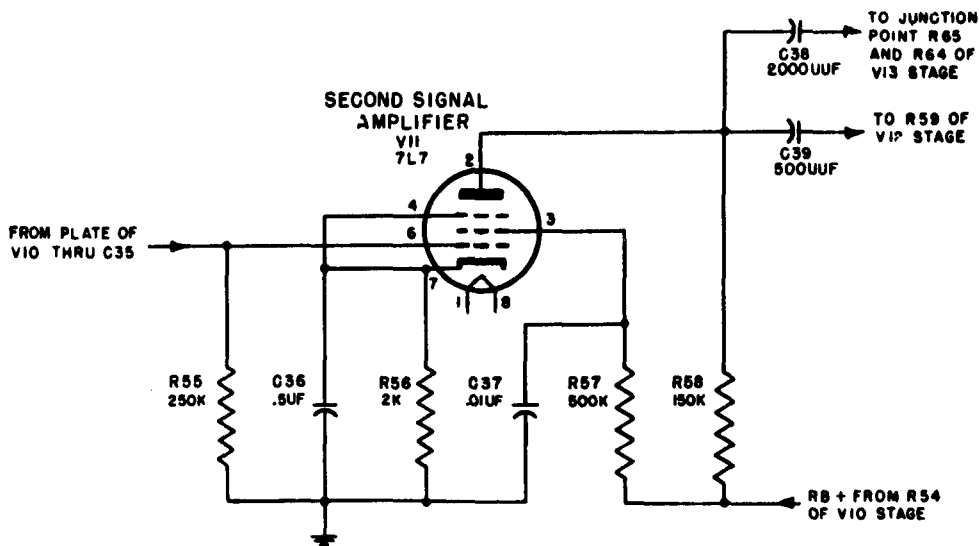 TO JUNCTION
POINT R65
AND R64 OF
V13 STAGE
C38
2000UUF
SECOND SIGNAL
AMPLIFIER
V11
7L7
TO R59 OF
V12 STAGE
C39
500UUF
2
4
3
6
FROM PLATE OF
V10 THRU C35
7
1
8
R55
250K
C36
.5UF
R56
2K
C37
.01UF
R57
500K
R58
150K
RB + FROM R54
OF V10 STAGE